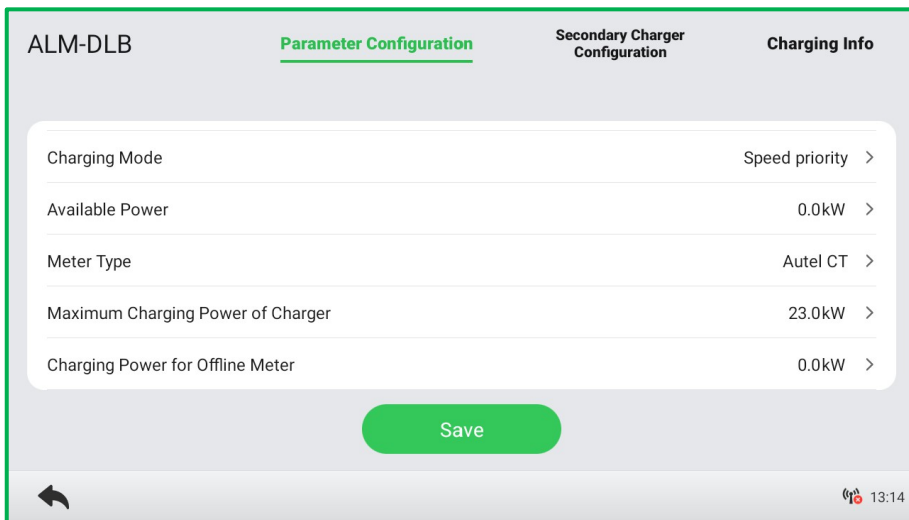 ALM-DLB
Parameter Configuration
Secondary Charger
Configuration
Charging Info
Charging Mode
Speed priority
Available Power
0.0kW
Meter Type
Autel CT
Maximum Charging Power of Charger
23.0kW
Charging Power for Offline Meter
0.0kW
Save
13:14